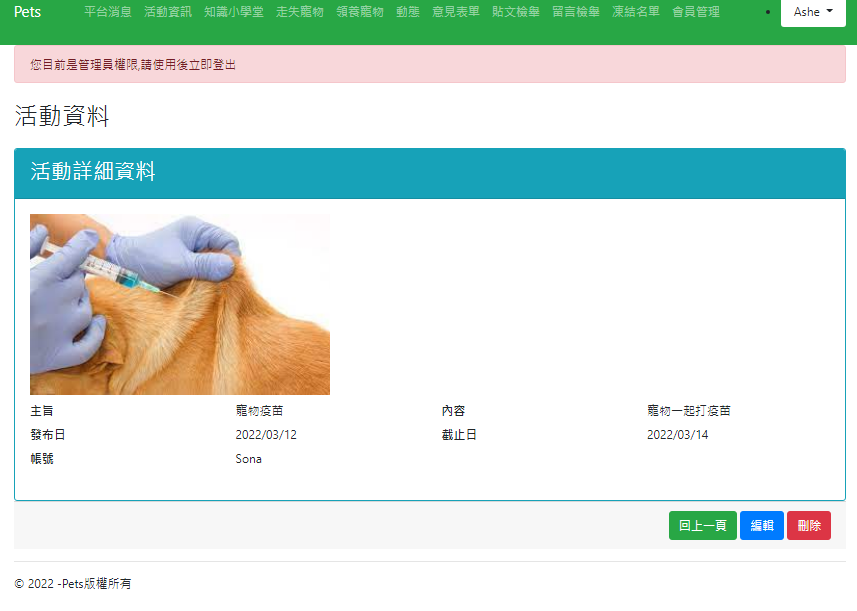 Pets 平台消息 活動資訊 知識小學堂 走失寵物 領養寵物 動態 意見表單 貼文檢舉 留言檢舉 凍結名單 會員管理 • Ashe
您目前是管理員權限,請使用後立即登出
活動資料
活動詳細資料
主旨 寵物疫苗 內容 寵物一起打疫苗
發布日 2022/03/12 截止日 2022/03/14
帳號 Sona
回上一頁 編輯 刪除
© 2022 -Pets版權所有